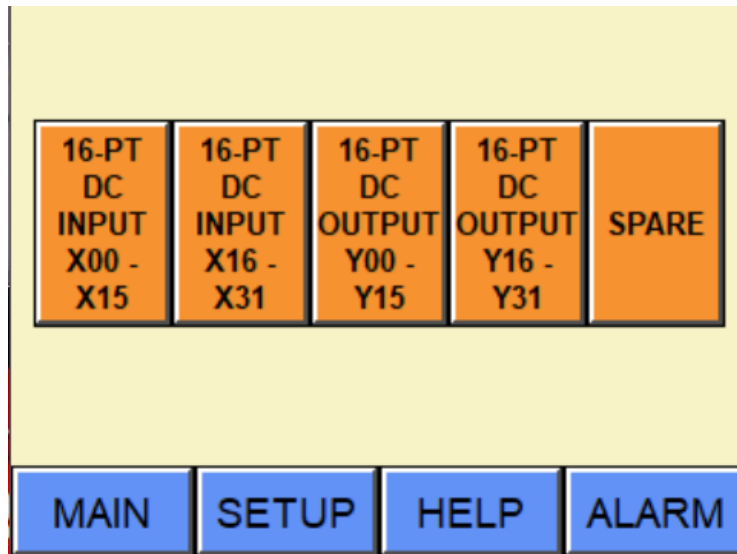 16-PT
DC
INPUT
X00 -
X15
16-PT
DC
INPUT
X16 -
X31
16-PT
DC
OUTPUT
Y00 -
Y15
16-PT
DC
OUTPUT
Y16 -
Y31
SPARE
MAIN
SETUP
HELP
ALARM